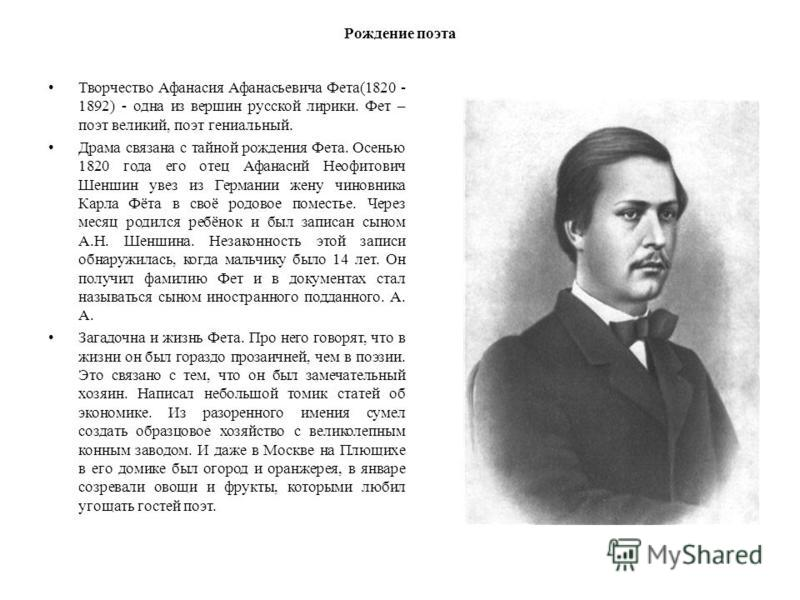 Рождение поэта
• Творчество Афанасия Афанасьевича Фета(1820 -
1892) - одна из вершин русской лирики. Фет –
поэт великий, поэт гениальный.
• Драма связана с тайной рождения Фета. Осенью
1820 года его отец Афанасий Неофитович
Шеншин увез из Германии жену чиновника
Карла Фёта в своё родовое поместье. Через
месяц родился ребёнок и был записан сыном
А.Н. Шеншина. Незаконность этой записи
обнаружилась, когда мальчику было 14 лет. Он
получил фамилию Фет и в документах стал
называться сыном иностранного подданного. А.
А.
• Загадочна и жизнь Фета. Про него говорят, что в
жизни он был гораздо прозаичней, чем в поэзии.
Это связано с тем, что он был замечательный
хозяин. Написал небольшой томик статей об
экономике. Из разоренного имения сумел
создать образцовое хозяйство с великолепным
конным заводом. И даже в Москве на Плющихе
в его домике был огород и оранжерея, в январе
созревали овощи и фрукты, которыми любил
угощать гостей поэт.
MyShared